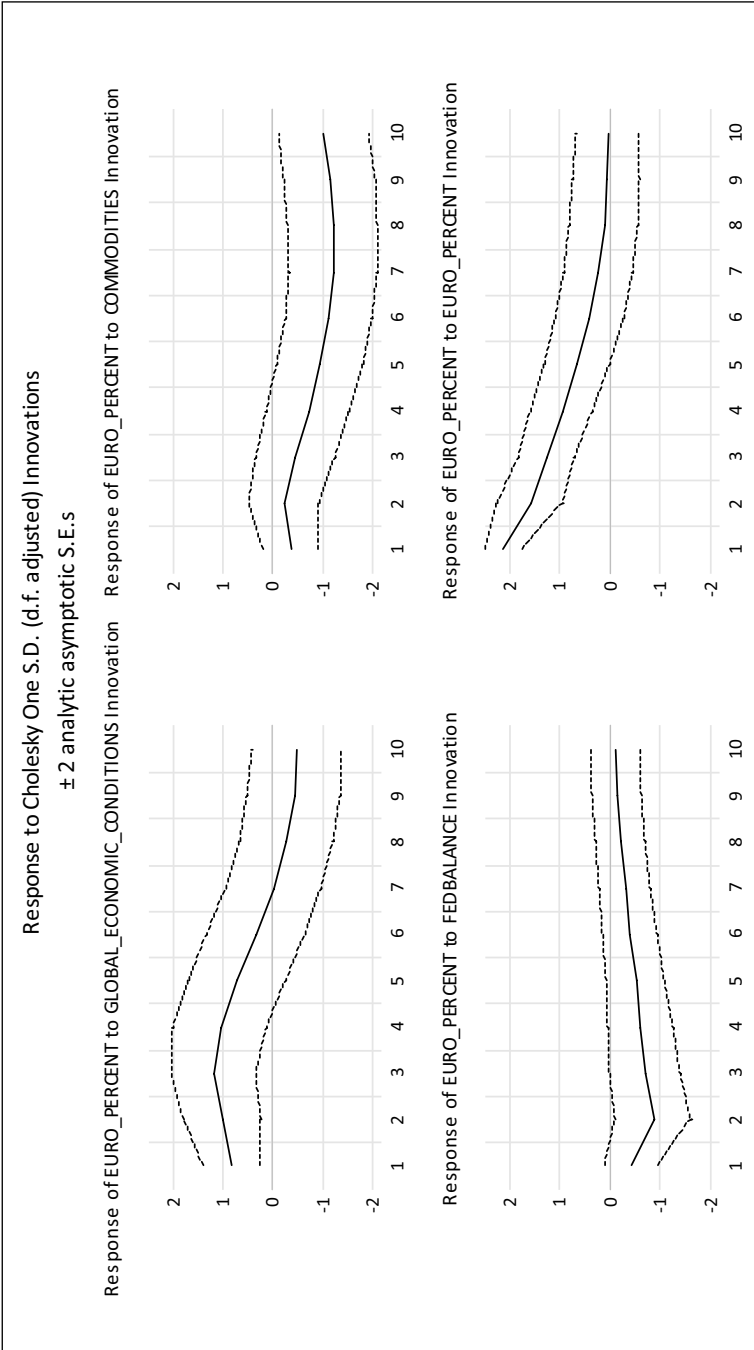 Response to Cholesky One S.D. (d.f. adjusted) Innovations
± 2 analytic asymptotic S.E.s
Response of EURO_PERCENT to GLOBAL_ECONOMIC_CONDITIONS Innovation
2
1
0
-1
-2
1 2 3 4 5 6 7 8 9 10
Response of EURO_PERCENT to COMMODITIES Innovation
2
1
0
-1
-2
1 2 3 4 5 6 7 8 9 10
Response of EURO_PERCENT to FEDBALANCE Innovation
2
1
0
-1
-2
1 2 3 4 5 6 7 8 9 10
Response of EURO_PERCENT to EURO_PERCENT Innovation
2
1
0
-1
-2
1 2 3 4 5 6 7 8 9 10